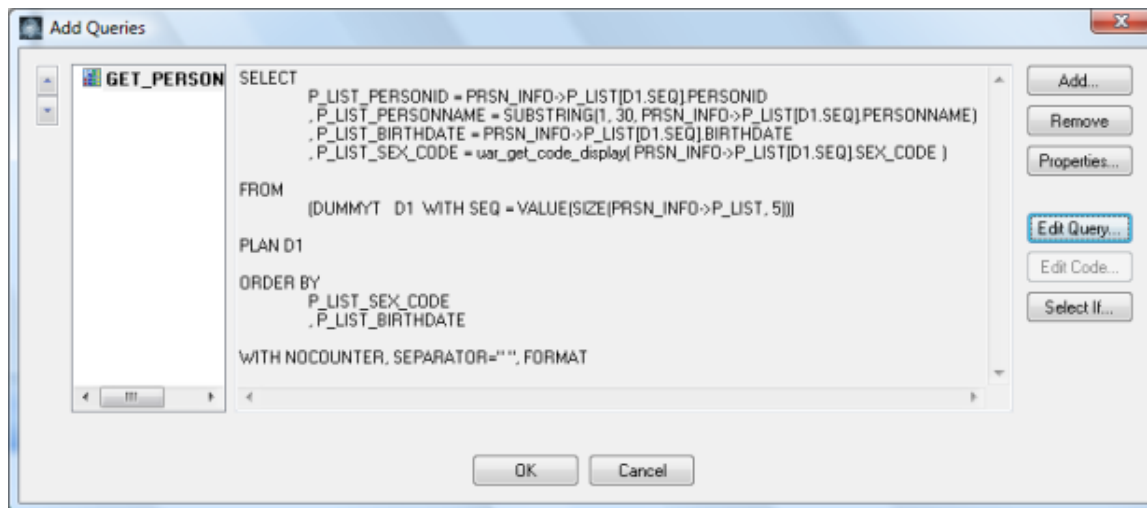 Add Queries
GET_PERSON
SELECT
P_LIST_PERSONID = PRSN_INFO->P_LIST[D1.SEQ].PERSONID
, P_LIST_PERSONNAME = SUBSTRING(1, 30, PRSN_INFO->P_LIST[D1.SEQ].PERSONNAME)
, P_LIST_BIRTHDATE = PRSN_INFO->P_LIST[D1.SEQ].BIRTHDATE
, P_LIST_SEX_CODE = uar_get_code_display( PRSN_INFO->P_LIST[D1.SEQ].SEX_CODE )
FROM
(DUMMYT D1 WITH SEQ = VALUE(SIZE(PRSN_INFO->P_LIST, 5)))
PLAN D1
ORDER BY
P_LIST_SEX_CODE
, P_LIST_BIRTHDATE
WITH NOCOUNTER, SEPARATOR=" ", FORMAT
Add...
Remove
Properties...
Edit Query...
Edit Code...
Select If...
OK
Cancel